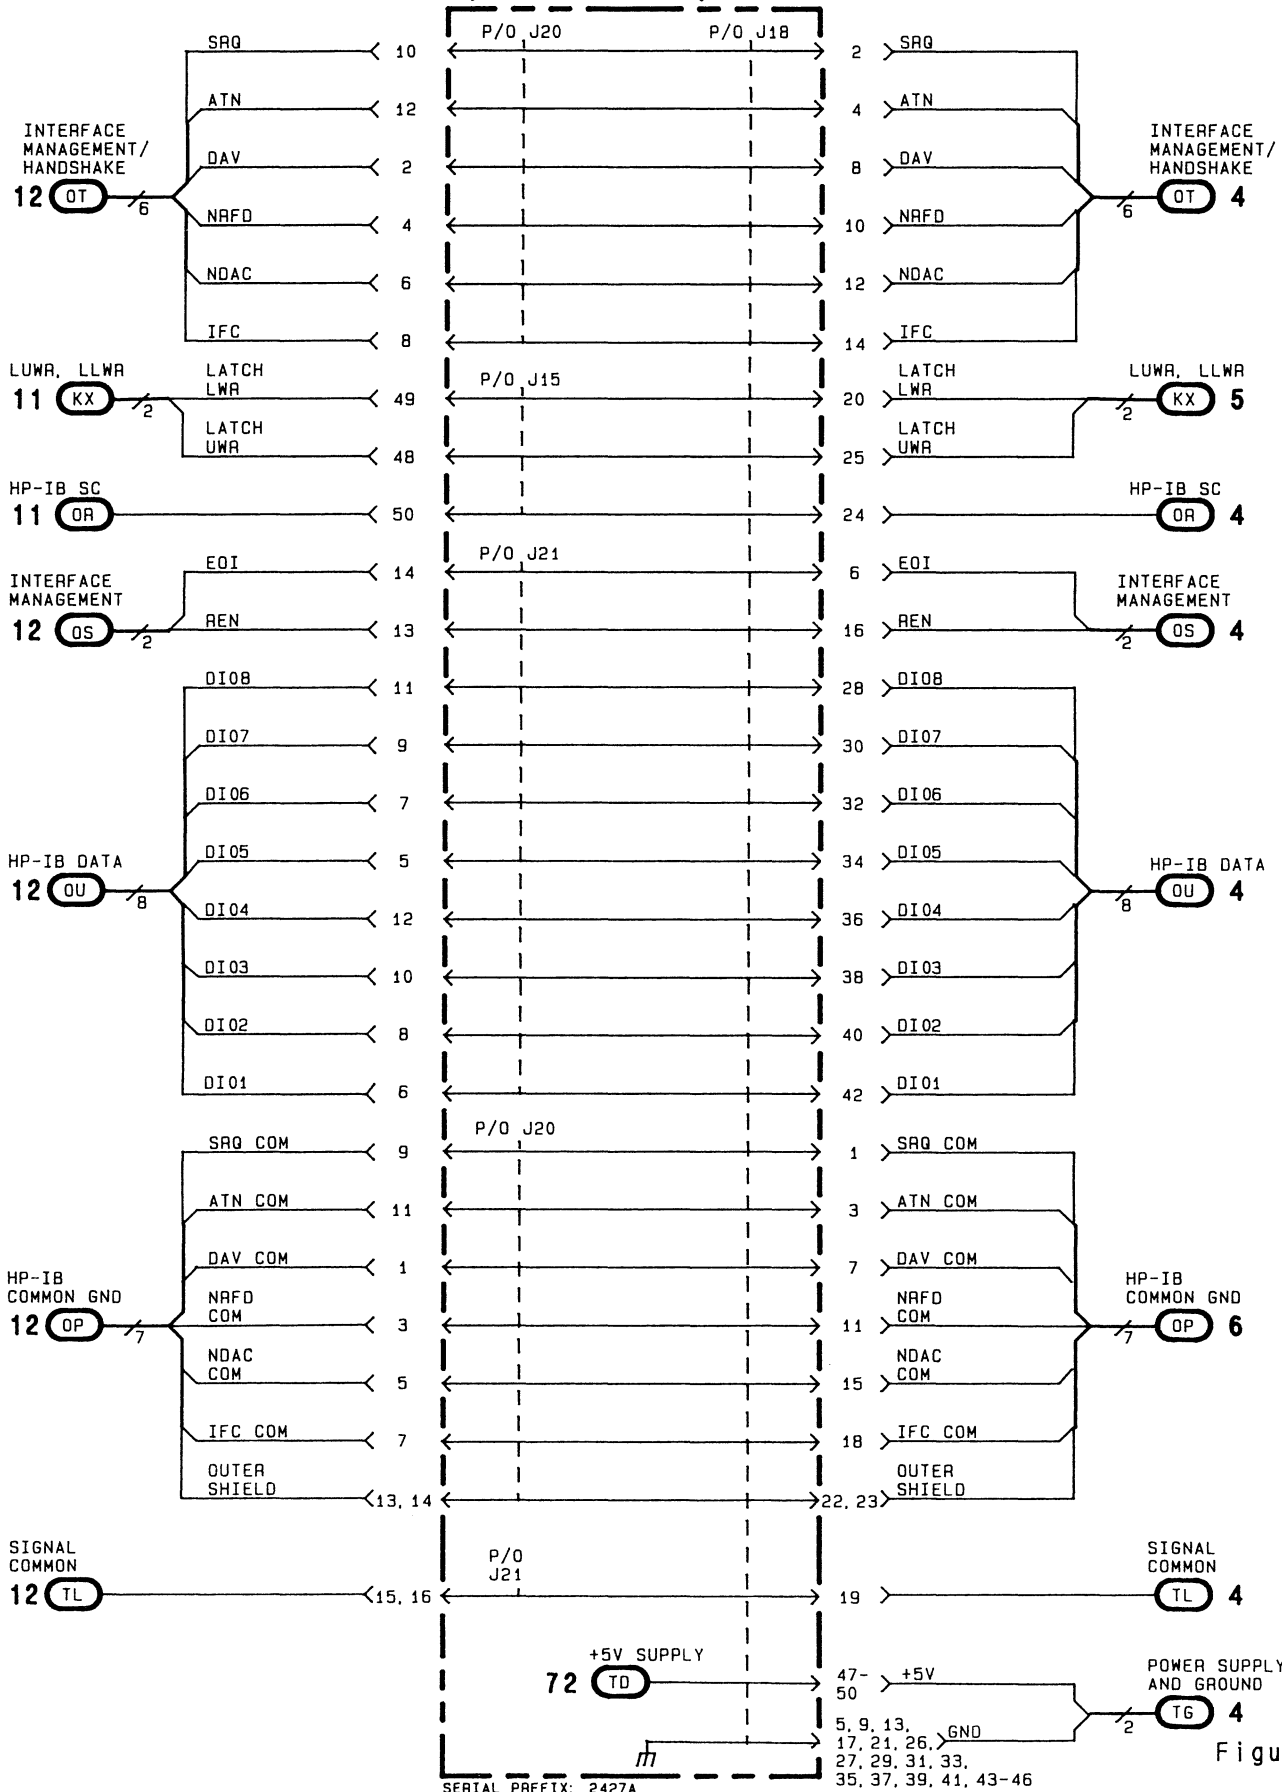 P/O J20 P/O J18
SRQ 10 2 SRQ
ATN 12 4 ATN
INTERFACE MANAGEMENT/ HANDSHAKE INTERFACE MANAGEMENT/ HANDSHAKE
DAV 2 8 DAV
12 OT 6 6 OT 4
NRFD 4 10 NRFD
NDAC 6 12 NDAC
IFC 8 14 IFC
LUWR, LLWR LUWR, LLWR
P/O J15
11 KX 2 LATCH LWR 49 20 LATCH LWR 2 KX 5
LATCH UWR 48 25 LATCH UWR
HP-IB SC HP-IB SC
11 OR 50 24 OR 4
P/O J21
EOI 14 6 EOI
INTERFACE MANAGEMENT INTERFACE MANAGEMENT
12 OS 2 REN 13 16 REN 2 OS 4
DIO8 11 28 DIO8
DIO7 9 30 DIO7
DIO6 7 32 DIO6
DIO5 5 34 DIO5
HP-IB DATA HP-IB DATA
12 OU 8 8 OU 4
DIO4 12 36 DIO4
DIO3 10 38 DIO3
DIO2 8 40 DIO2
DIO1 6 42 DIO1
P/O J20
SRQ COM 9 1 SRQ COM
ATN COM 11 3 ATN COM
DAV COM 1 7 DAV COM
HP-IB COMMON GND HP-IB COMMON GND
12 OP 7 NRFD COM 3 11 NRFD COM 7 OP 6
NDAC COM 5 15 NDAC COM
IFC COM 7 18 IFC COM
OUTER SHIELD 13, 14 22, 23 OUTER SHIELD
SIGNAL COMMON SIGNAL COMMON
P/O J21
12 TL 15, 16 19 TL 4
+5V SUPPLY
72 TD 47-50 +5V
POWER SUPPLY AND GROUND
2 TG 4
5, 9, 13,
17, 21, 26, GND
27, 29, 31, 33,
35, 37, 39, 41, 43-46
Figu
SERIAL PREFIX: 2427A